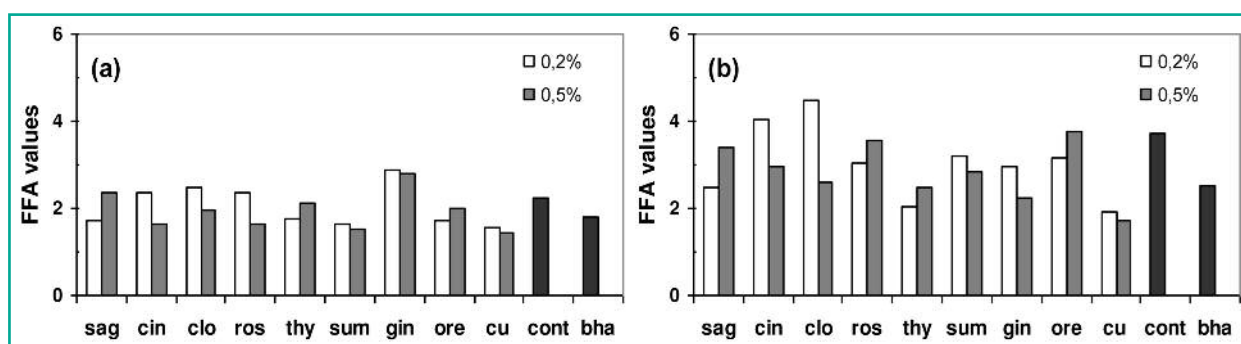 FFA values
6
4
2
0
(a)
0,2%
0,5%
sag cin clo ros thy sum gin ore cu cont bha
FFA values
6
4
2
0
(b)
0,2%
0,5%
sag cin clo ros thy sum gin ore cu cont bha